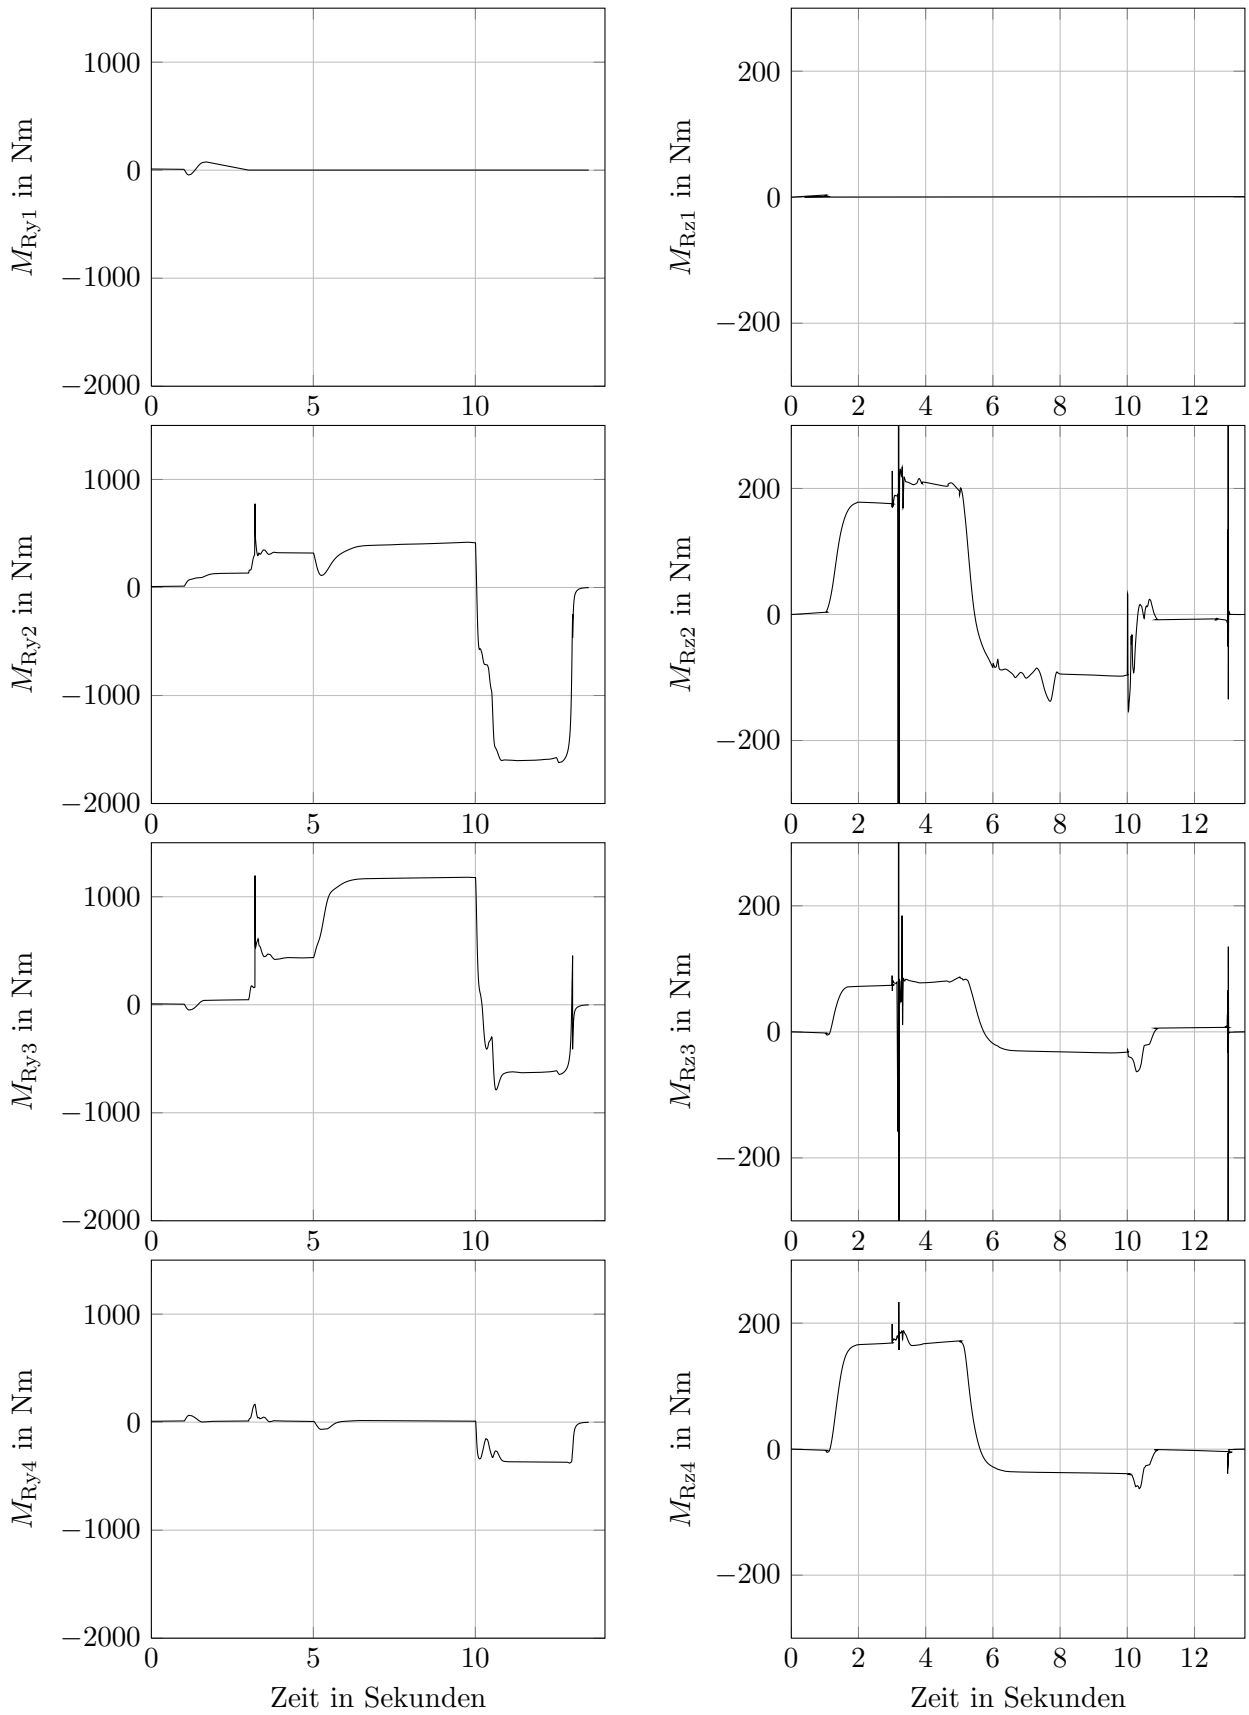 1000
0
−1000
−2000
0 5 10
M_Ry1 in Nm
200
0
−200
0 2 4 6 8 10 12
M_Rz1 in Nm
1000
0
−1000
−2000
0 5 10
M_Ry2 in Nm
200
0
−200
0 2 4 6 8 10 12
M_Rz2 in Nm
1000
0
−1000
−2000
0 5 10
M_Ry3 in Nm
200
0
−200
0 2 4 6 8 10 12
M_Rz3 in Nm
1000
0
−1000
−2000
0 5 10
M_Ry4 in Nm
Zeit in Sekunden
200
0
−200
0 2 4 6 8 10 12
M_Rz4 in Nm
Zeit in Sekunden